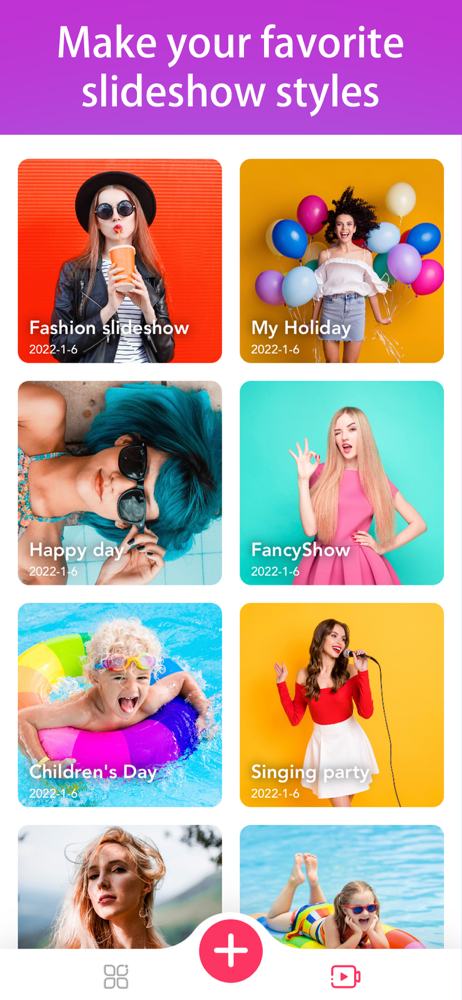 Make your favorite
slideshow styles
Fashion slideshow
2022-1-6
My Holiday
2022-1-6
Happy day
2022-1-6
FancyShow
2022-1-6
Children's Day
2022-1-6
Singing party
2022-1-6